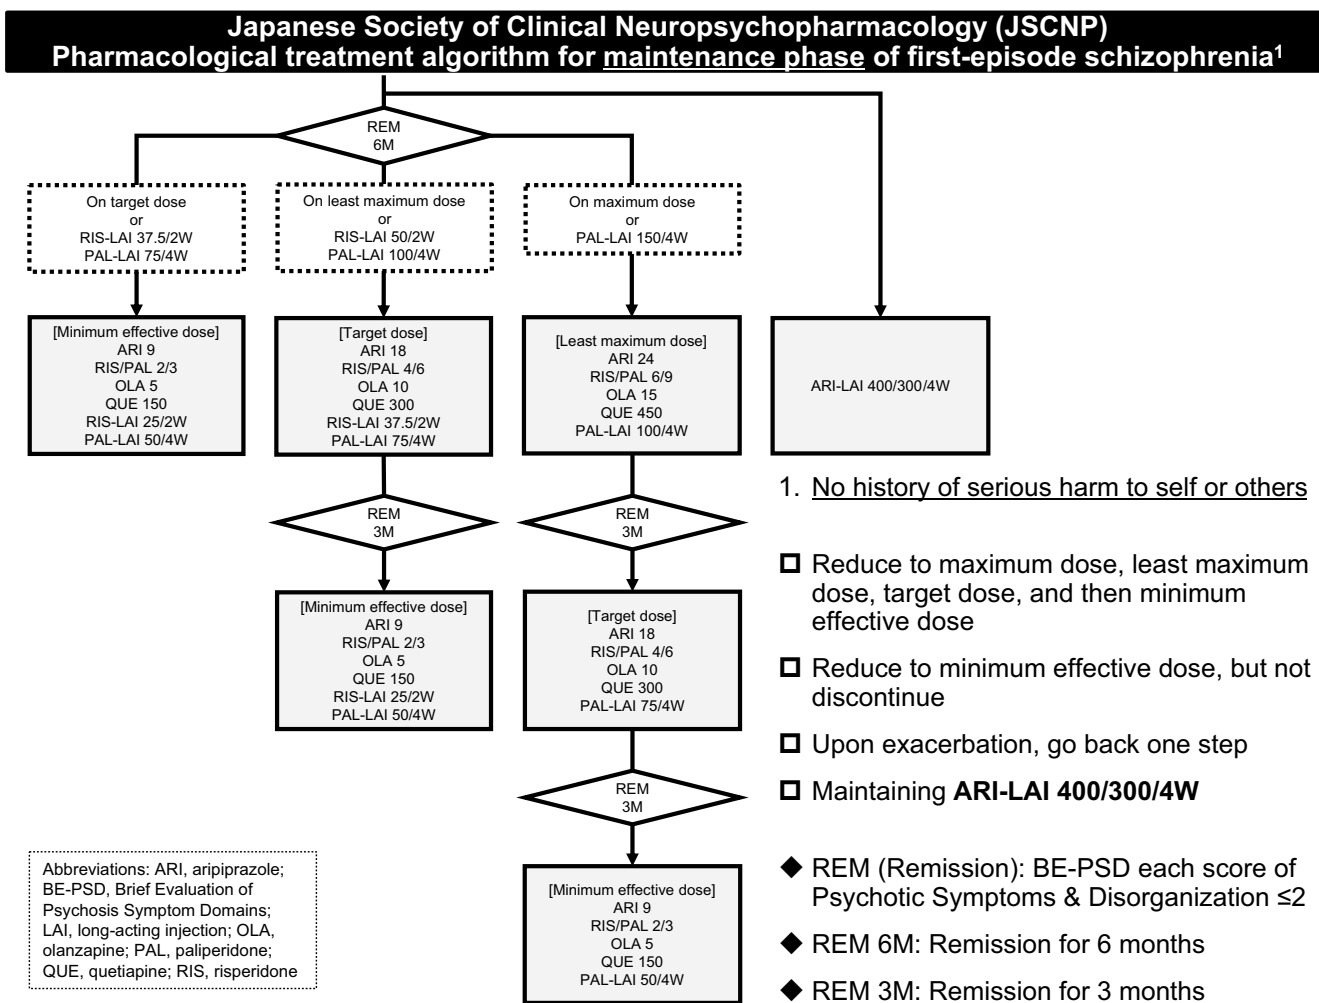 Japanese Society of Clinical Neuropsychopharmacology (JSCNP)
Pharmacological treatment algorithm for maintenance phase of first-episode schizophrenia1
REM
6M
On target dose
or
RIS-LAI 37.5/2W
PAL-LAI 75/4W
On least maximum dose
or
RIS-LAI 50/2W
PAL-LAI 100/4W
On maximum dose
or
PAL-LAI 150/4W
[Minimum effective dose]
ARI 9
RIS/PAL 2/3
OLA 5
QUE 150
RIS-LAI 25/2W
PAL-LAI 50/4W
[Target dose]
ARI 18
RIS/PAL 4/6
OLA 10
QUE 300
RIS-LAI 37.5/2W
PAL-LAI 75/4W
[Least maximum dose]
ARI 24
RIS/PAL 6/9
OLA 15
QUE 450
PAL-LAI 100/4W
ARI-LAI 400/300/4W
REM
3M
REM
3M
[Minimum effective dose]
ARI 9
RIS/PAL 2/3
OLA 5
QUE 150
RIS-LAI 25/2W
PAL-LAI 50/4W
[Target dose]
ARI 18
RIS/PAL 4/6
OLA 10
QUE 300
PAL-LAI 75/4W
REM
3M
[Minimum effective dose]
ARI 9
RIS/PAL 2/3
OLA 5
QUE 150
PAL-LAI 50/4W
1. No history of serious harm to self or others
Reduce to maximum dose, least maximum
dose, target dose, and then minimum
effective dose
Reduce to minimum effective dose, but not
discontinue
Upon exacerbation, go back one step
Maintaining ARI-LAI 400/300/4W
REM (Remission): BE-PSD each score of
Psychotic Symptoms & Disorganization ≤2
REM 6M: Remission for 6 months
REM 3M: Remission for 3 months
Abbreviations: ARI, aripiprazole;
BE-PSD, Brief Evaluation of
Psychosis Symptom Domains;
LAI, long-acting injection; OLA,
olanzapine; PAL, paliperidone;
QUE, quetiapine; RIS, risperidone